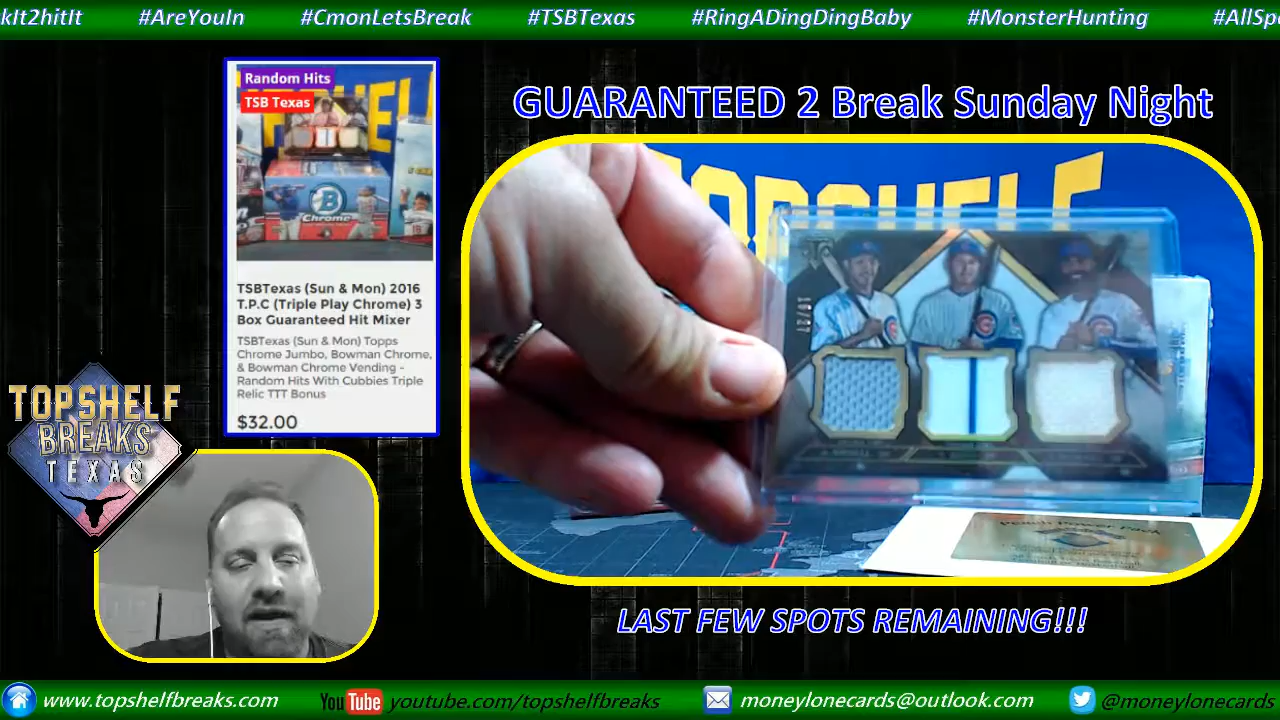 kIt2hitIt #AreYouIn #CmonLetsBreak #TSBTexas #RingADingDingBaby #MonsterHunting #AllSp
Random Hits
TSB Texas
Chrome
TSBTexas (Sun & Mon) 2016
T.P.C (Triple Play Chrome) 3
Box Guaranteed Hit Mixer
TSBTexas (Sun & Mon) Topps
Chrome Jumbo, Bowman Chrome,
& Bowman Chrome Vending -
Random Hits With Cubbies Triple
Relic TTT Bonus
$32.00
GUARANTEED 2 Break Sunday Night
TOPSHELF
TOPSHELF
BREAKS
TEXAS
LAST FEW SPOTS REMAINING!!!
www.topshelfbreaks.com YouTube youtube.com/topshelfbreaks moneylonecards@outlook.com @moneylonecards